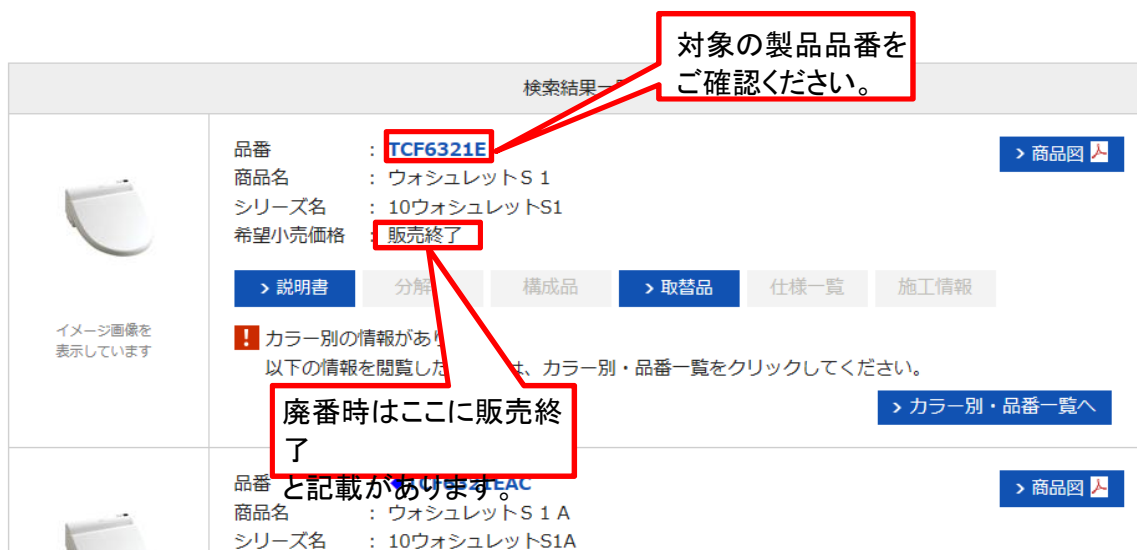 対象の製品品番を
ご確認ください。
検索結果一
品番 : TCF6321E
商品図
商品名 : ウォシュレットS 1
シリーズ名 : 10ウォシュレットS1
希望小売価格 : 販売終了
説明書 分解 構成品 取替品 仕様一覧 施工情報
イメージ画像を
表示しています
! カラー別の情報があ
以下の情報を閲覧した は、カラー別・品番一覧をクリックしてください。
カラー別・品番一覧へ
廃番時はここに販売終
了
と記載があります。
品番 TCF6321EAC
商品図
商品名 : ウォシュレットS 1 A
シリーズ名 : 10ウォシュレットS1A